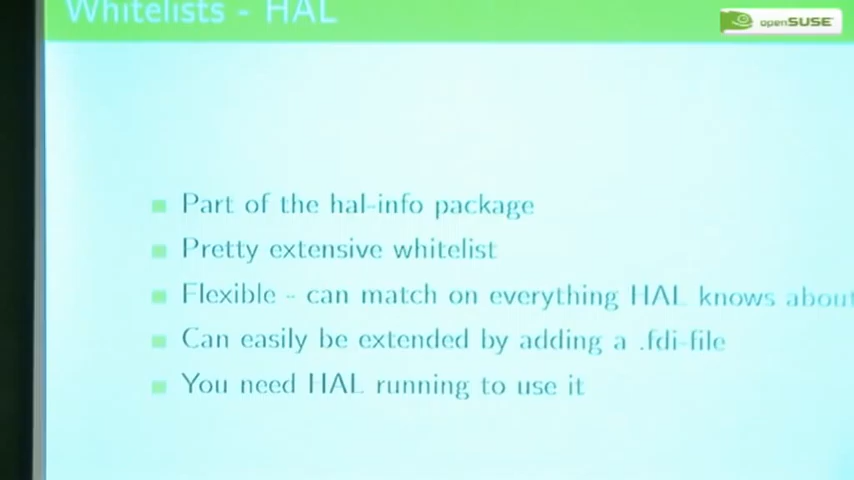 Whitelists - HAL
openSUSE
Part of the hal-info package
Pretty extensive whitelist
Flexible - can match on everything HAL knows about
Can easily be extended by adding a .fdi-file
You need HAL running to use it